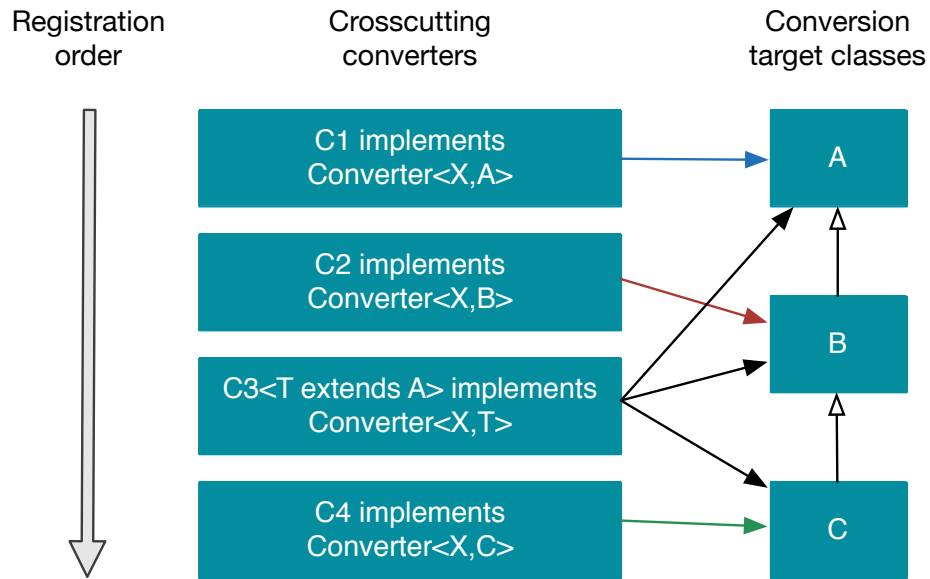 Registration
order
Crosscutting
converters
Conversion
target classes
C1 implements
Converter<X,A>
A
C2 implements
Converter<X,B>
B
C3<T extends A> implements
Converter<X,T>
C4 implements
Converter<X,C>
C